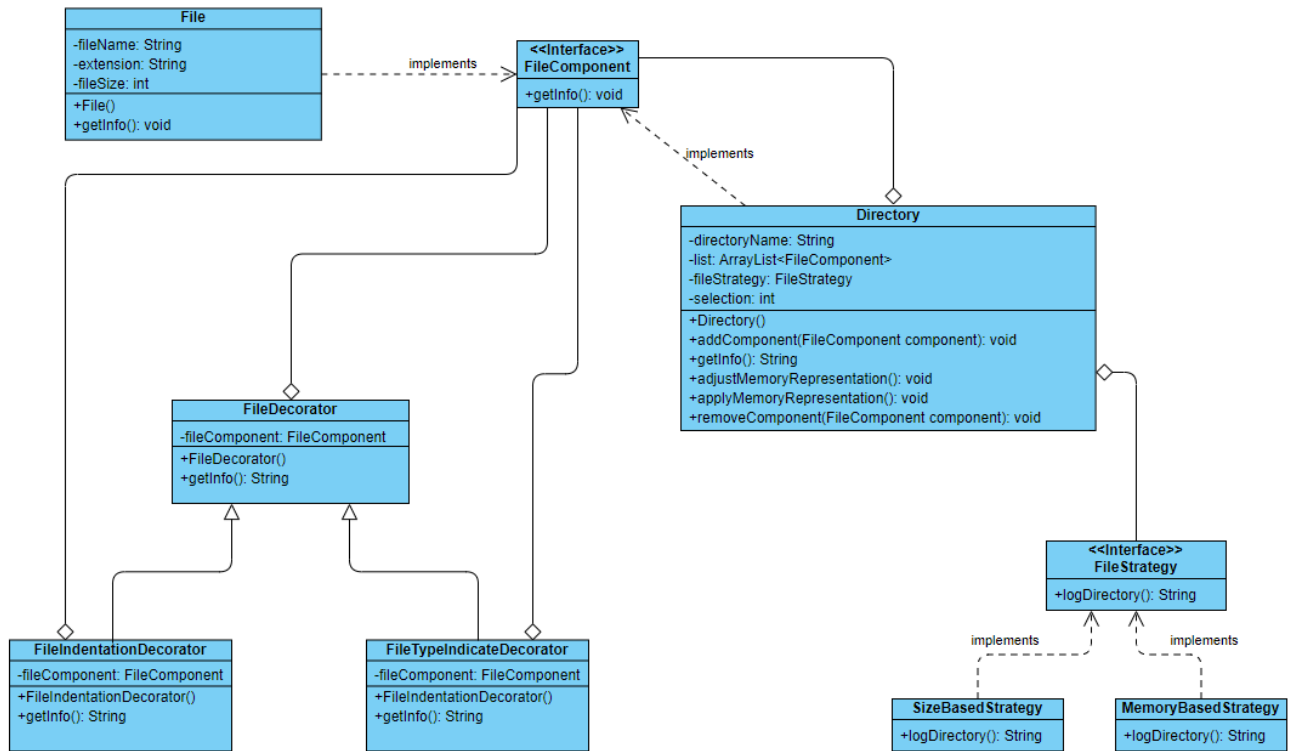 File
-fileName: String
-extension: String
-fileSize: int
+File()
+getInfo(): void
implements
<<Interface>>
FileComponent
+getInfo(): void
implements
Directory
-directoryName: String
-list: ArrayList<FileComponent>
-fileStrategy: FileStrategy
-selection: int
+Directory()
+addComponent(FileComponent component): void
+getInfo(): String
+adjustMemoryRepresentation(): void
+applyMemoryRepresentation(): void
+removeComponent(FileComponent component): void
FileDecorator
-fileComponent: FileComponent
+FileDecorator()
+getInfo(): String
<<Interface>>
FileStrategy
+logDirectory(): String
implements
implements
FileIndentationDecorator
-fileComponent: FileComponent
+FileIndentationDecorator()
+getInfo(): String
FileTypeIndicateDecorator
-fileComponent: FileComponent
+FileIndentationDecorator()
+getInfo(): String
SizeBasedStrategy
+logDirectory(): String
MemoryBasedStrategy
+logDirectory(): String